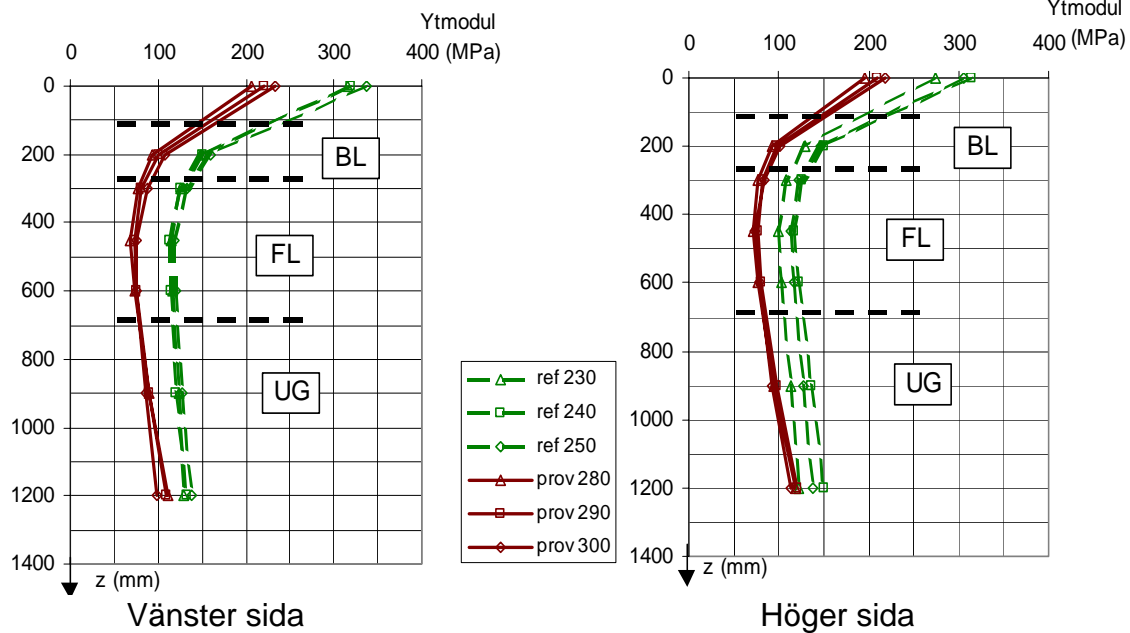 Ytmodul
0 100 200 300 400 (MPa)
0
200
400
600
800
1000
1200
1400
BL
FL
UG
z (mm)
Vänster sida
ref 230
ref 240
ref 250
prov 280
prov 290
prov 300
Ytmodul
0 100 200 300 400 (MPa)
0
200
400
600
800
1000
1200
1400
BL
FL
UG
z (mm)
Höger sida